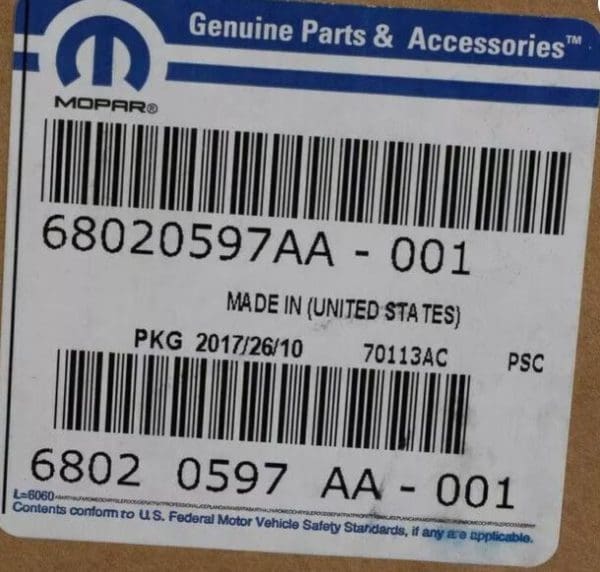 Genuine Parts & Accessories™
MOPAR®
68020597AA - 001
MADE IN (UNITED STATES)
PKG 2017/26/10 70113AC PSC
6802 0597 AA - 001
L=6060
Contents conform to U.S. Federal Motor Vehicle Safety Standards, if any are applicable.